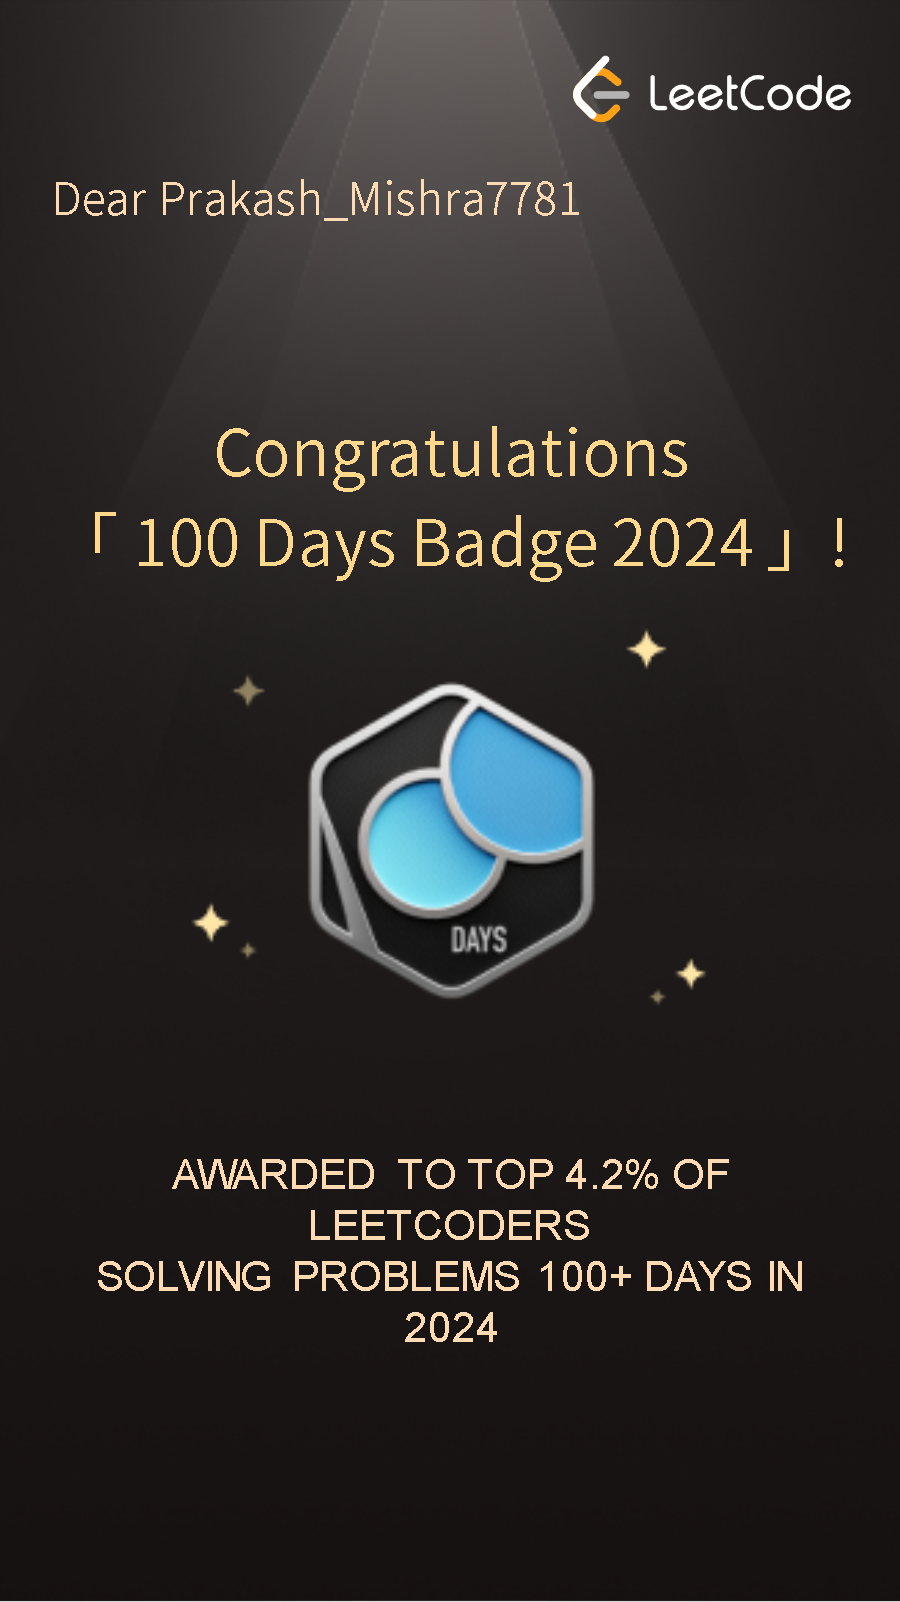 LeetCode
Dear Prakash_Mishra7781
Congratulations
「 100 Days Badge 2024 」 !
DAYS
AWARDED TO TOP 4.2% OF
LEETCODERS
SOLVING PROBLEMS 100+ DAYS IN
2024